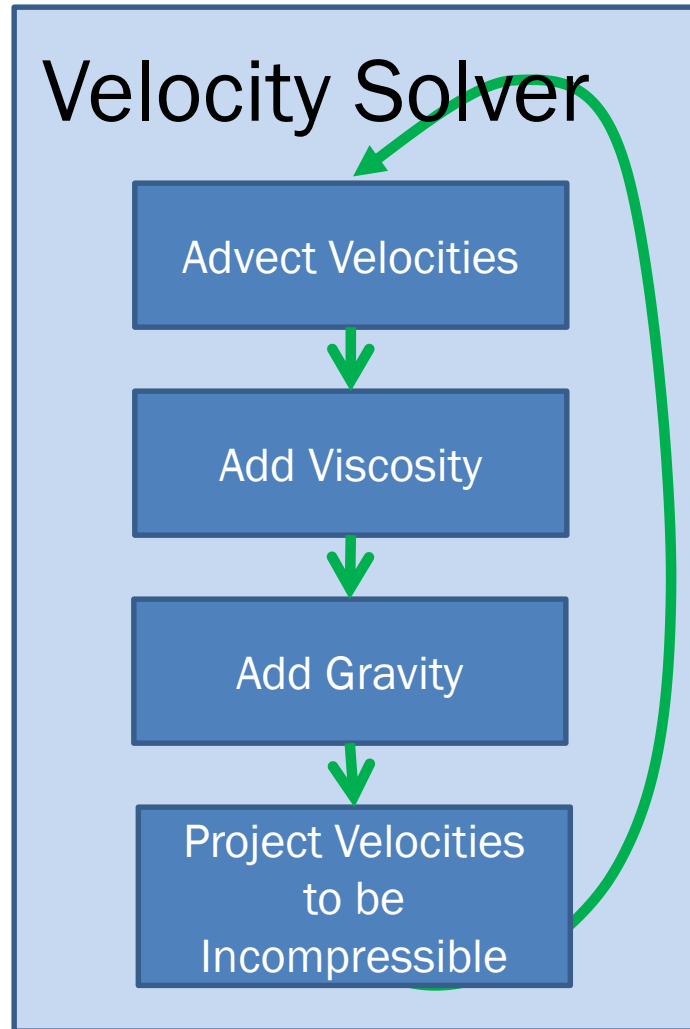 Velocity Solver
Advect Velocities
Add Viscosity
Add Gravity
Project Velocities
to be
Incompressible